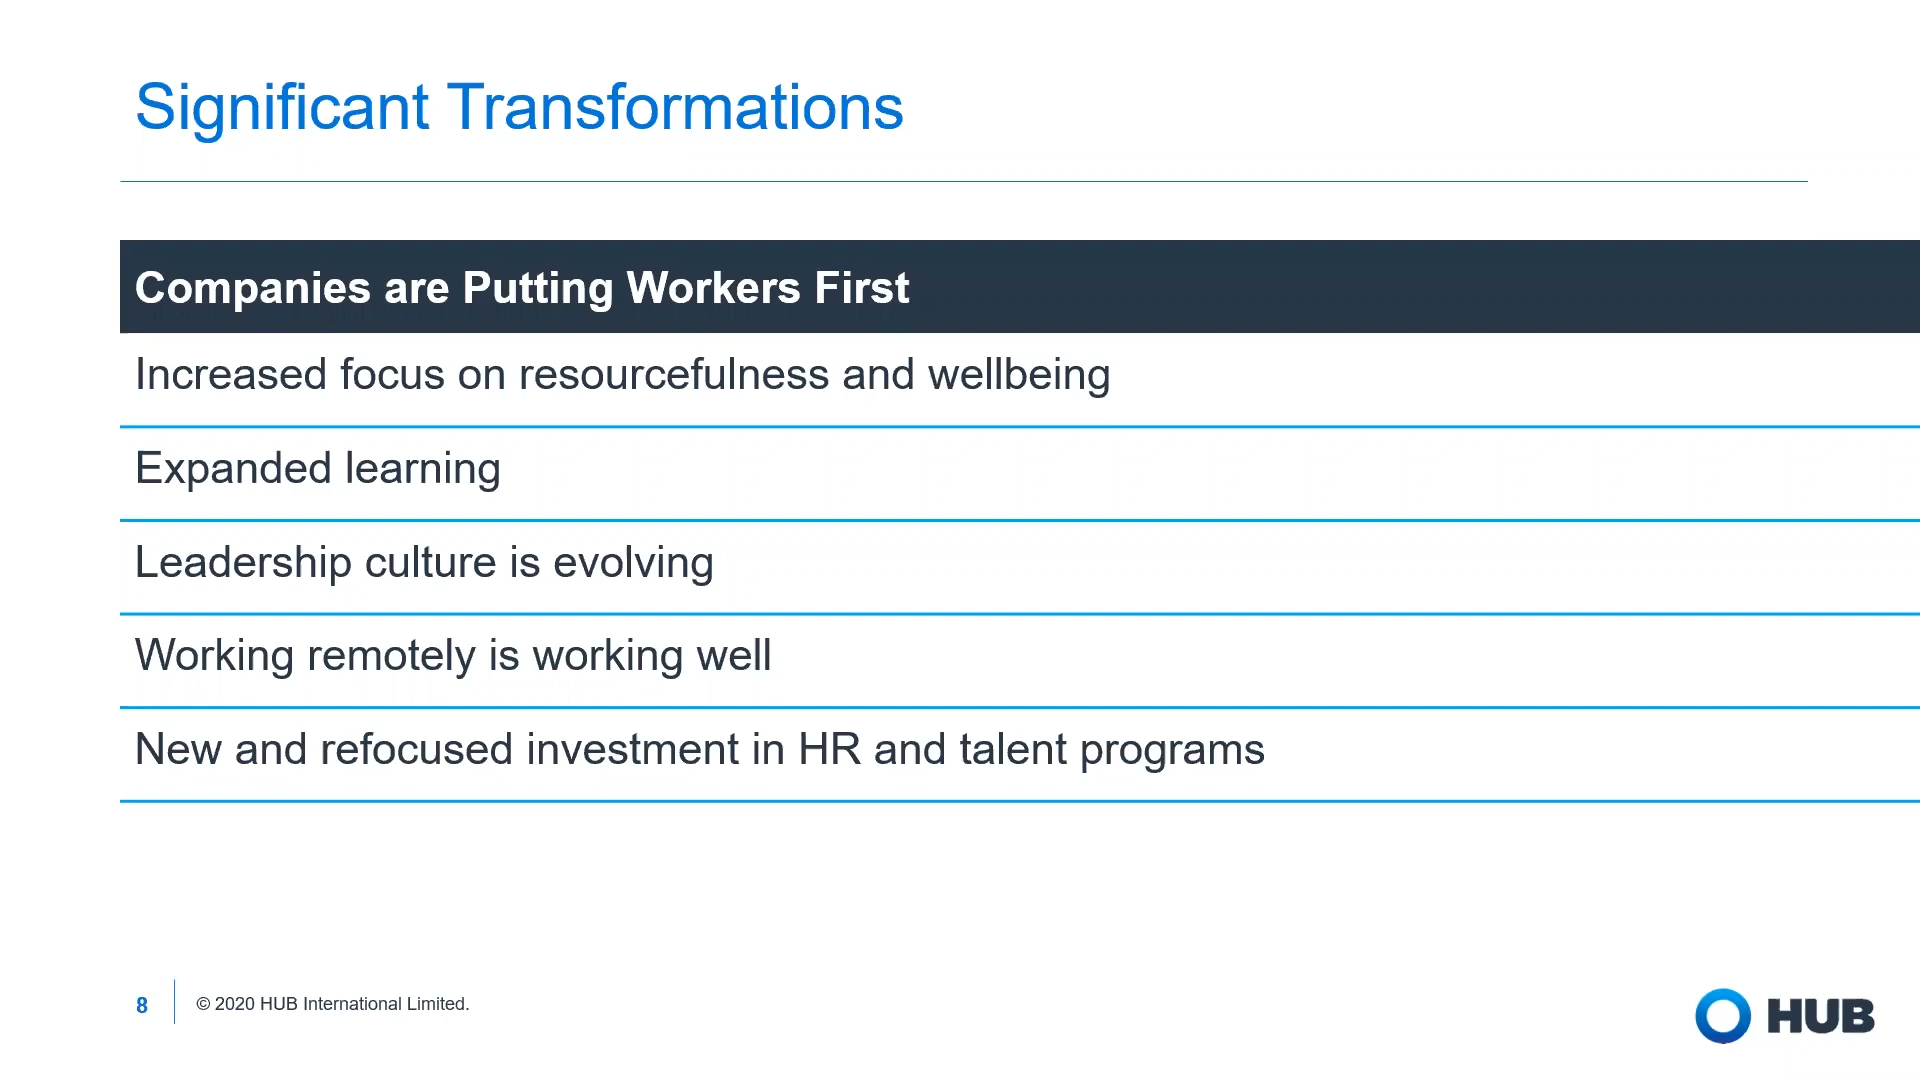 Significant Transformations
Companies are Putting Workers First
Increased focus on resourcefulness and wellbeing
Expanded learning
Leadership culture is evolving
Working remotely is working well
New and refocused investment in HR and talent programs
8
© 2020 HUB International Limited.
HUB